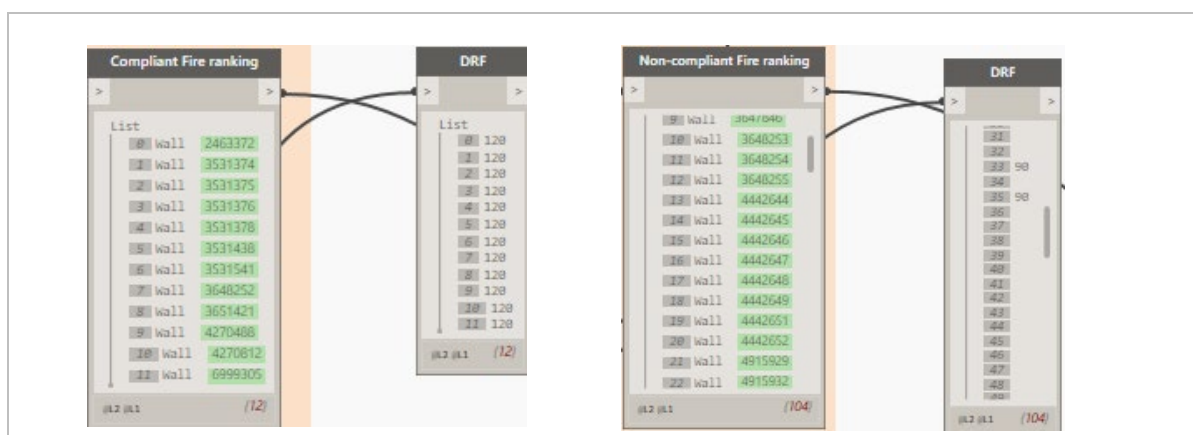 Compliant Fire ranking
> >
List
0 Wall 2463372
1 Wall 3531374
2 Wall 3531375
3 Wall 3531376
4 Wall 3531378
5 Wall 3531438
6 Wall 3531541
7 Wall 3648252
8 Wall 3651421
9 Wall 4270488
10 Wall 4270812
11 Wall 6999305
@L2 @L1 (12)
DRF
> >
List
0 120
1 120
2 120
3 120
4 120
5 120
6 120
7 120
8 120
9 120
10 120
11 120
@L2 @L1 (12)
Non-compliant Fire ranking
> >
9 Wall 3647846
10 Wall 3648253
11 Wall 3648254
12 Wall 3648255
13 Wall 4442644
14 Wall 4442645
15 Wall 4442646
16 Wall 4442647
17 Wall 4442648
18 Wall 4442649
19 Wall 4442651
20 Wall 4442652
21 Wall 4915929
22 Wall 4915932
@L2 @L1 (104)
DRF
> >
31
32
33 90
34
35 90
36
37
38
39
40
41
42
43
44
45
46
47
48
@L2 @L1 (104)